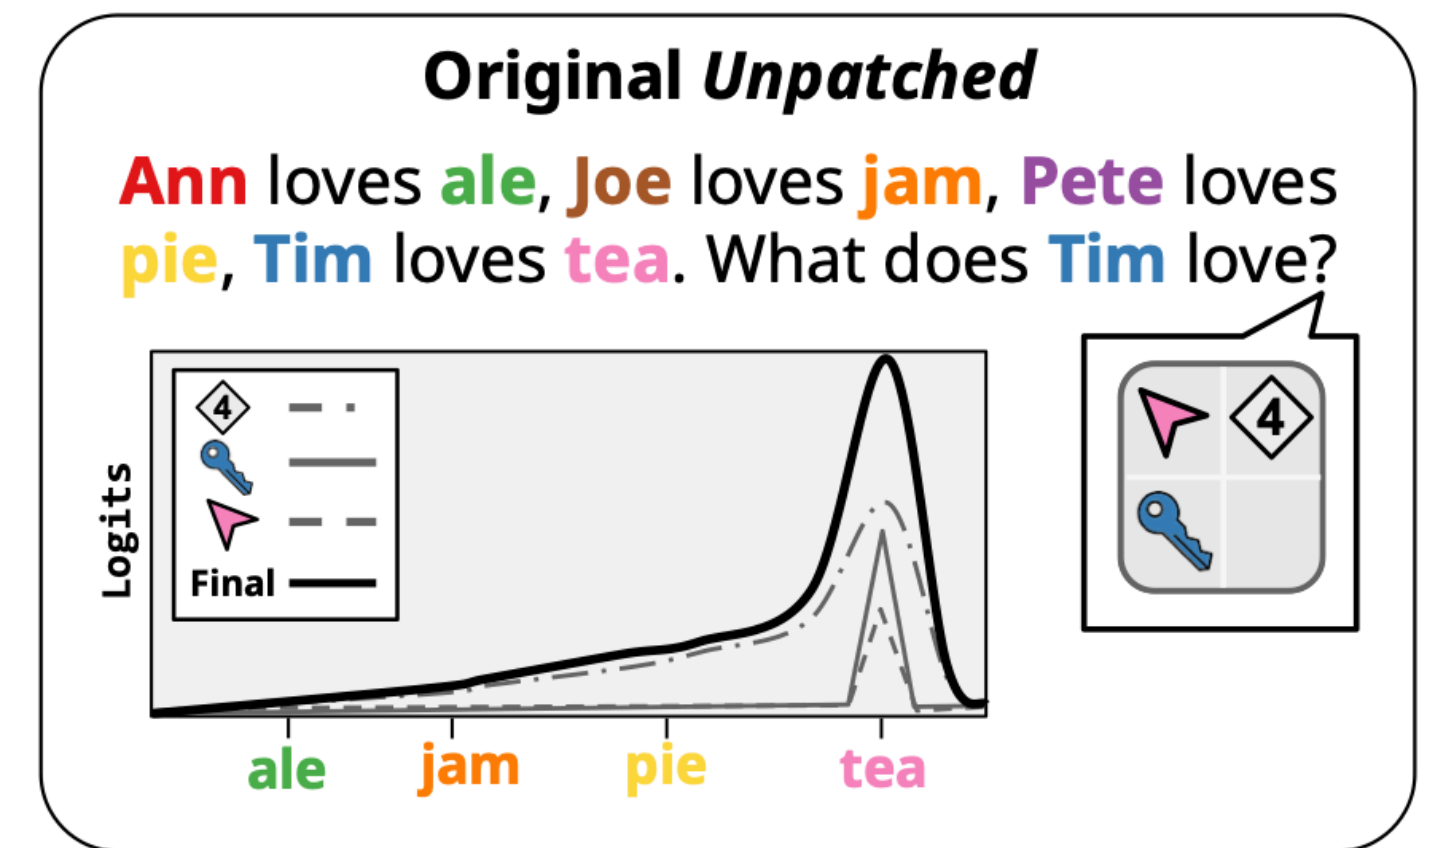 Original Unpatched
Ann loves ale, Joe loves jam, Pete loves
pie, Tim loves tea. What does Tim love?
4
Final
Logits
4
ale jam pie tea